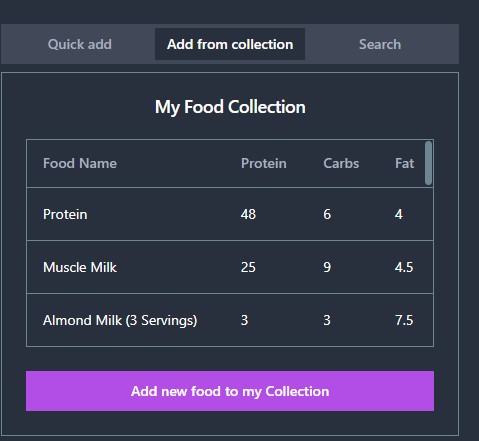 Quick add Add from collection Search
My Food Collection
Food Name Protein Carbs Fat
Protein 48 6 4
Muscle Milk 25 9 4.5
Almond Milk (3 Servings) 3 3 7.5
Add new food to my Collection